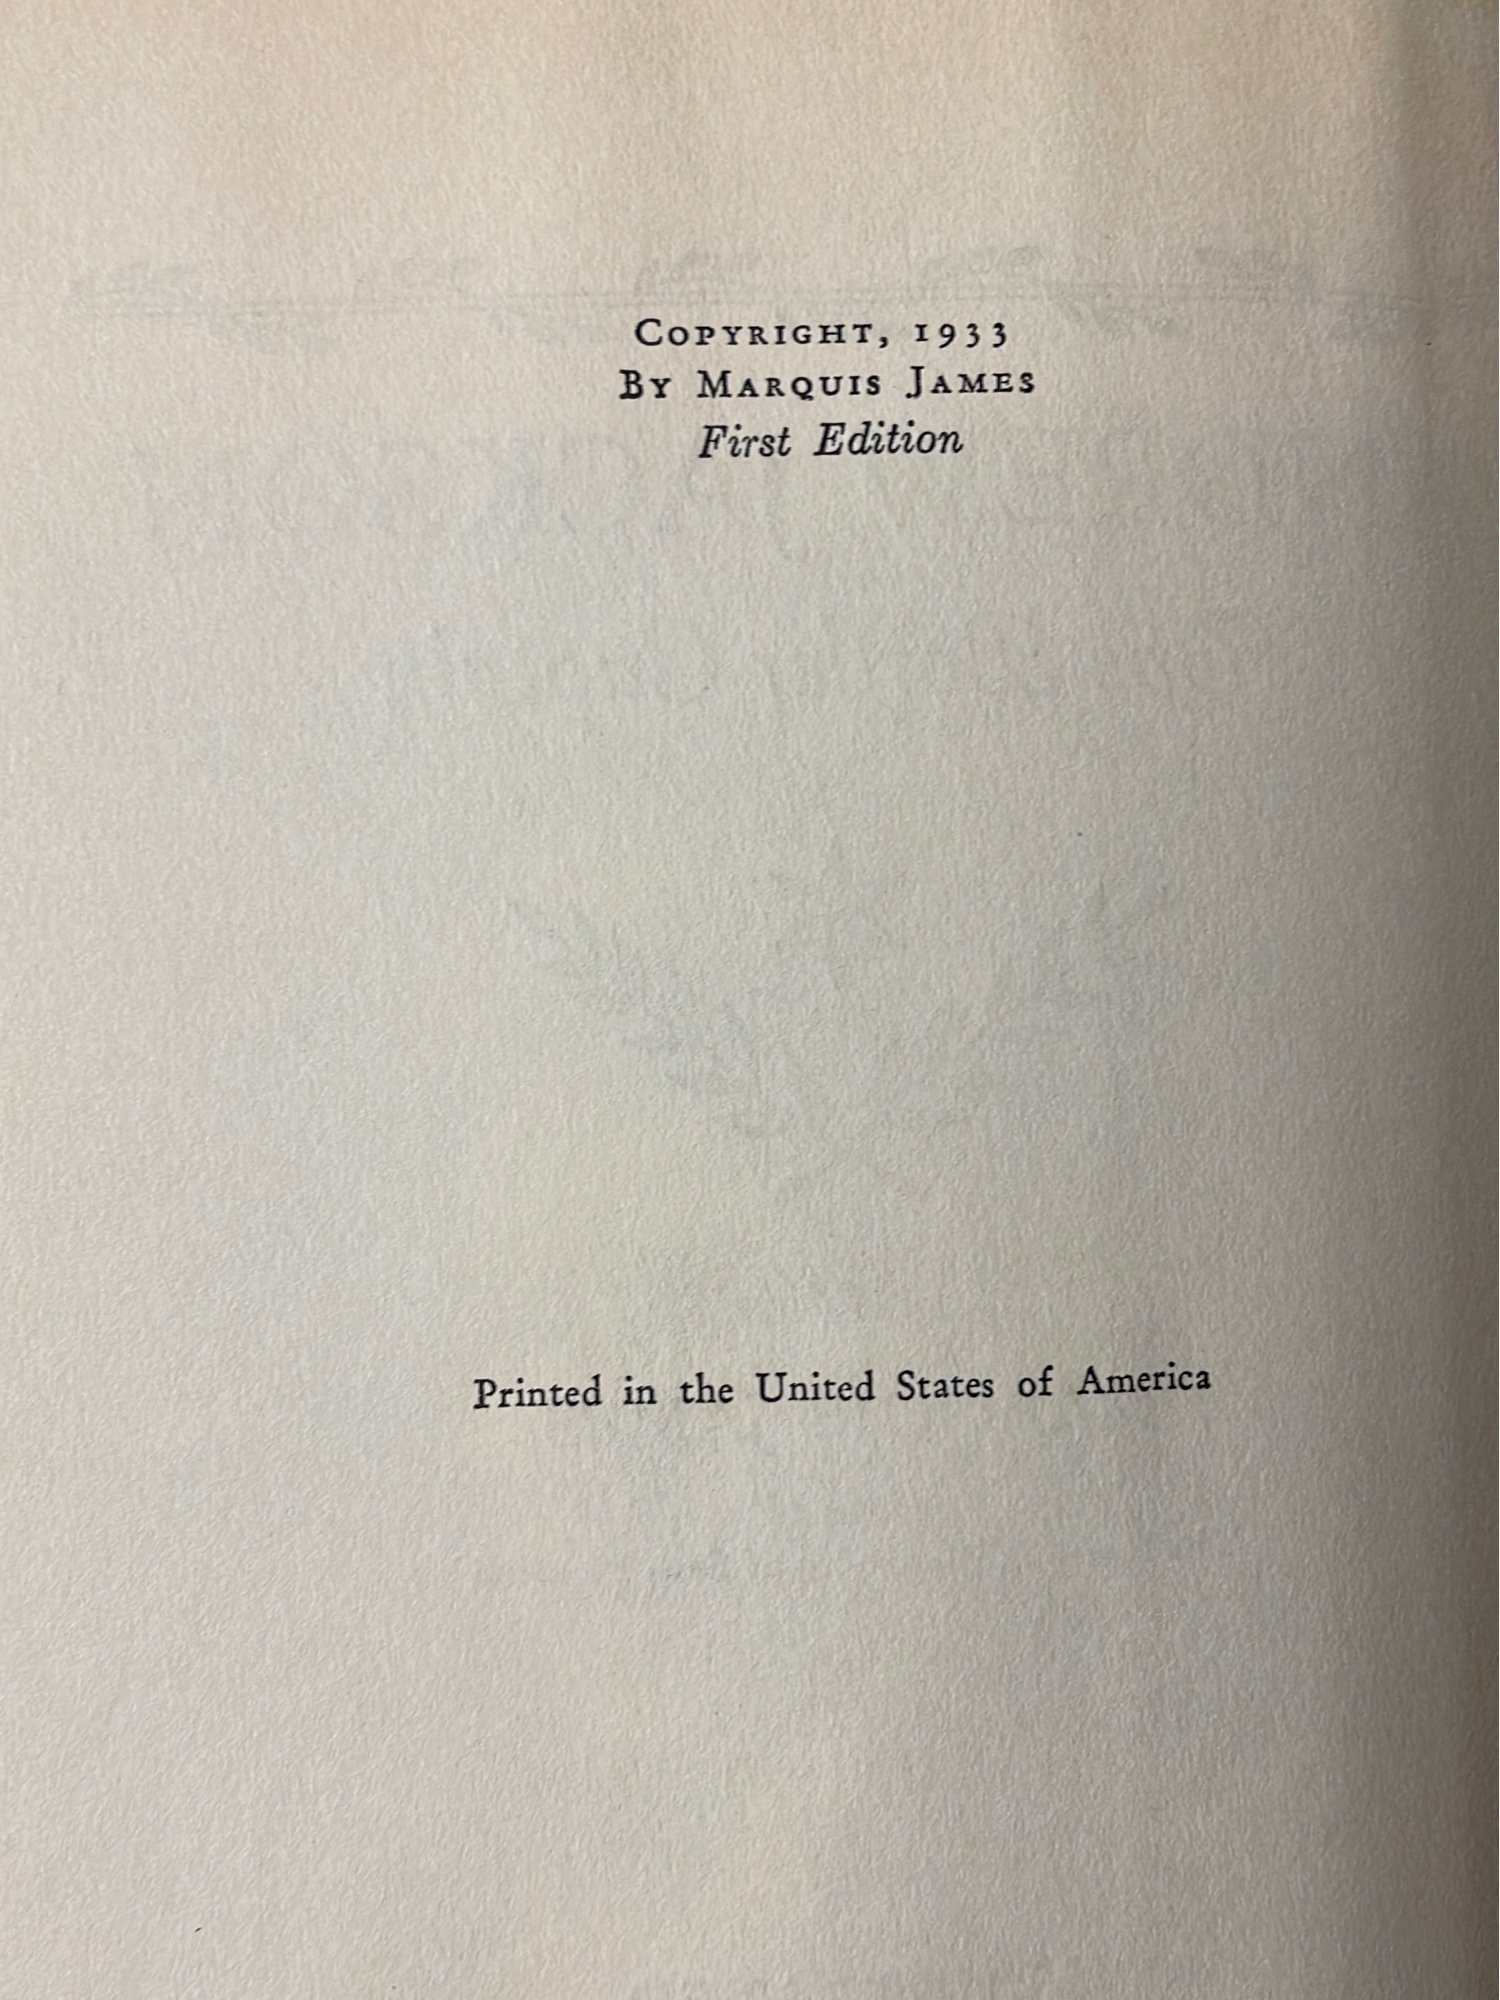 Copyright, 1933
By Marquis James
First Edition
Printed in the United States of America